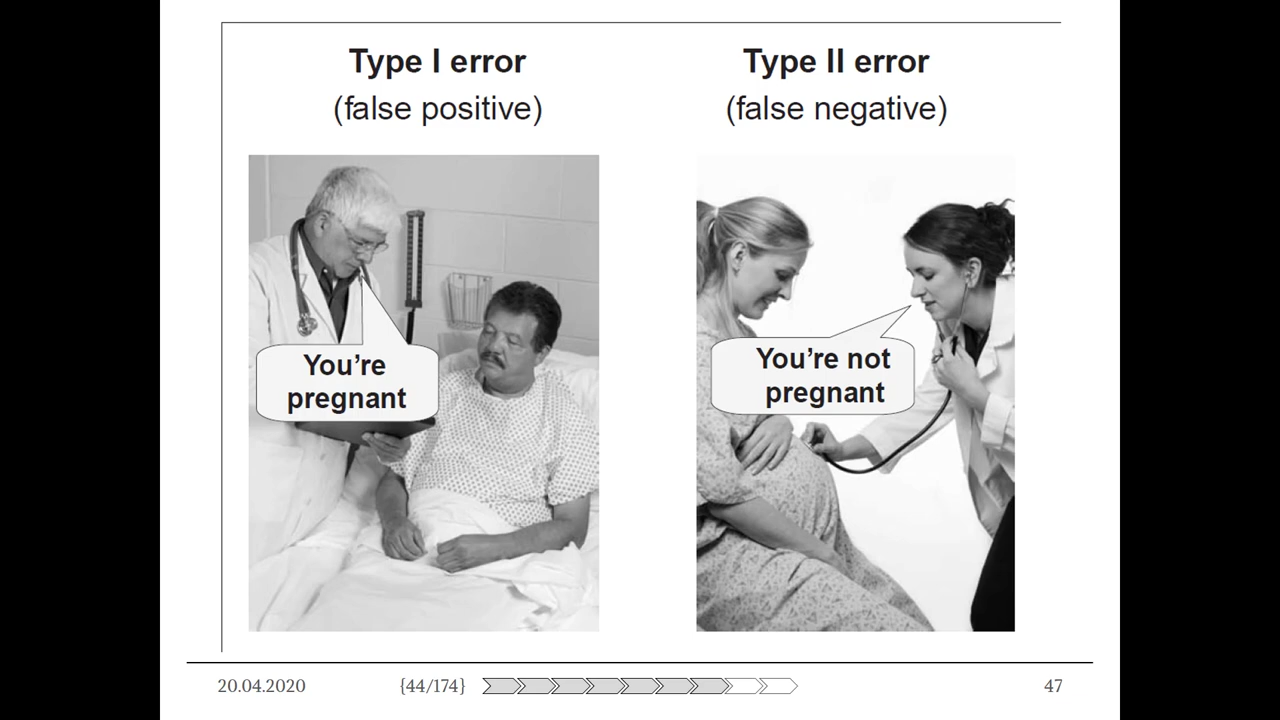 Type I error
(false positive)
You’re
pregnant
Type II error
(false negative)
You’re not
pregnant
20.04.2020
{44/174}
47